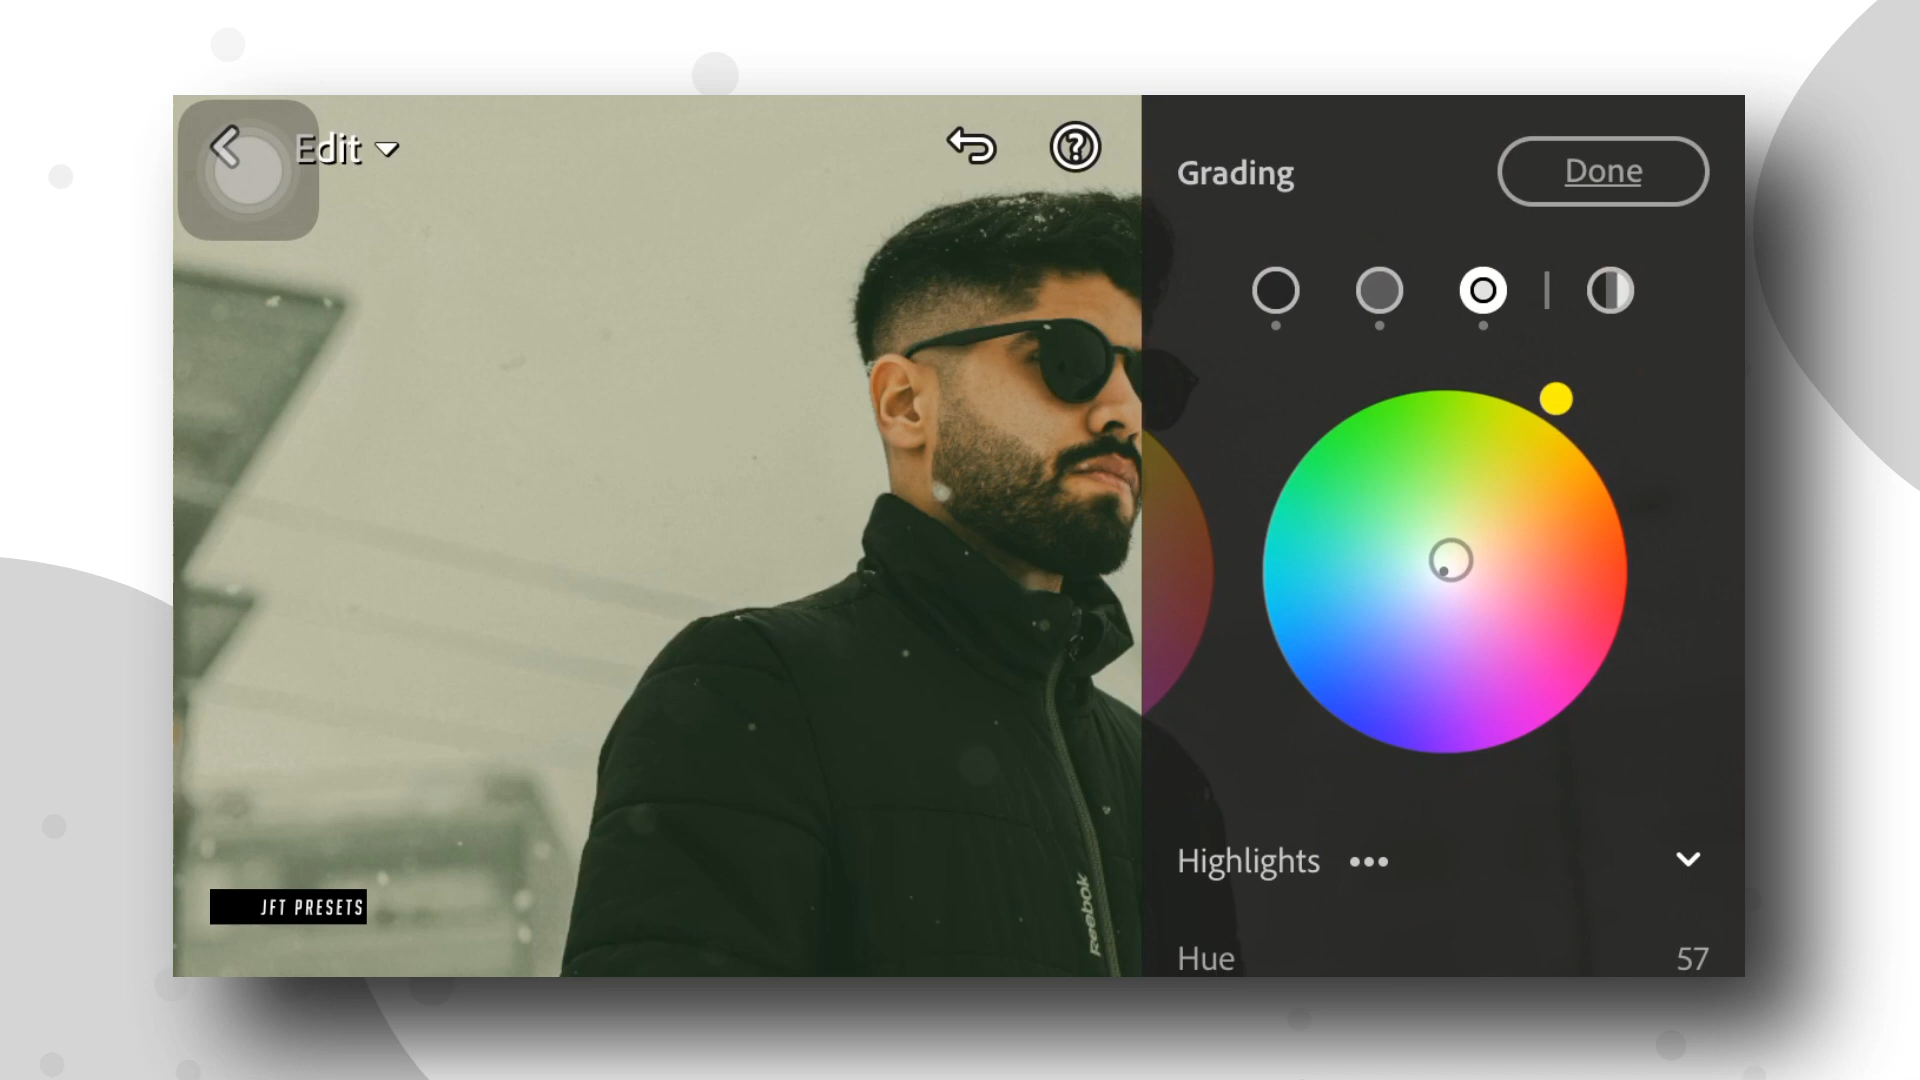 Edit
Grading
Done
Highlights
Hue 57
JFT PRESETS
Reebok